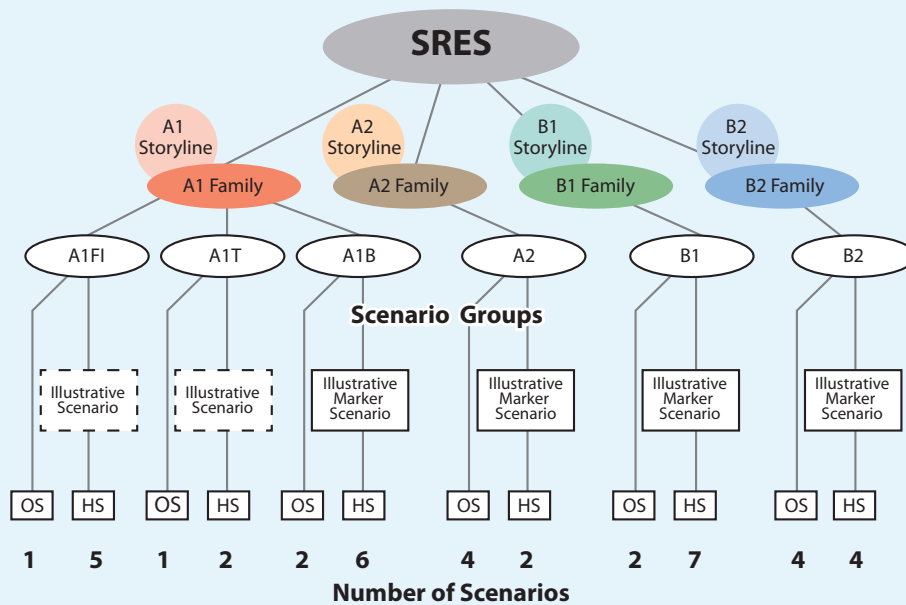 SRES
A1
Storyline
A2
Storyline
B1
Storyline
B2
Storyline
A1 Family
A2 Family
B1 Family
B2 Family
A1FI
A1T
A1B
A2
B1
B2
Scenario Groups
Illustrative
Scenario
Illustrative
Scenario
Illustrative
Marker
Scenario
Illustrative
Marker
Scenario
Illustrative
Marker
Scenario
Illustrative
Marker
Scenario
OS HS OS HS OS HS OS HS OS HS OS HS
1 5 1 2 2 6 4 2 2 7 4 4
Number of Scenarios